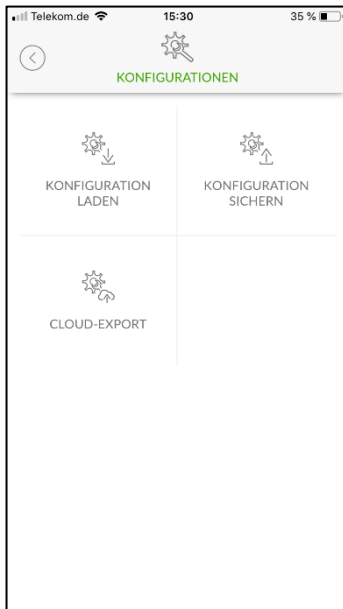 Telekom.de 15:30 35 %
KONFIGURATIONEN
KONFIGURATION
LADEN
KONFIGURATION
SICHERN
CLOUD-EXPORT